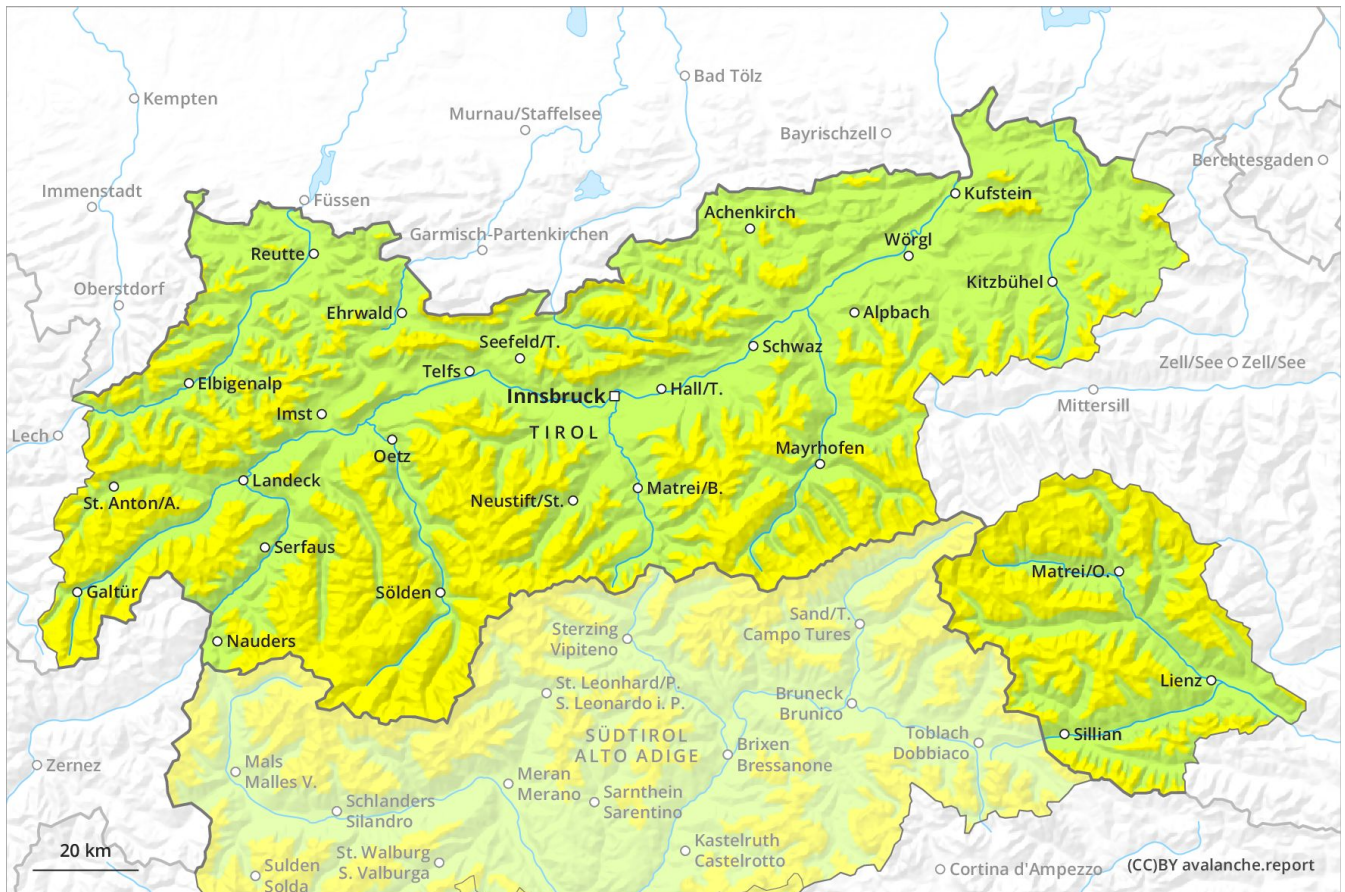 Kempten
Bad Tölz
Murnau/Staffelsee
Bayrischzell
Berchtesgaden
Immenstadt
Füssen
Kufstein
Achenkirch
Garmisch-Partenkirchen
Reutte
Wörgl
Oberstdorf
Kitzbühel
Ehrwald
Alpbach
Seefeld/T.
Schwaz
Zell/See
Zell/See
Telfs
Elbigenalp
Hall/T.
Innsbruck
Mittersill
Imst
Lech
TIROL
Oetz
Mayrhofen
Landeck
St. Anton/A.
Neustift/St.
Matrei/B.
Serfaus
Matrei/O.
Galtür
Sölden
Sand/T.
Campo Tures
Sterzing
Vipiteno
Nauders
Lienz
St. Leonhard/P.
S. Leonardo i. P.
Bruneck
Brunico
SÜDTIROL
ALTO ADIGE
Toblach
Dobbiaco
Sillian
Brixen
Bressanone
Zernez
Mals
Malles V.
Meran
Merano
Sarnthein
Sarentino
Schlanders
Silandro
Kastelruth
Castelrotto
20 km
St. Walburg
S. Valburga
Sulden
Solda
Cortina d'Ampezzo
(CC)BY avalanche.report